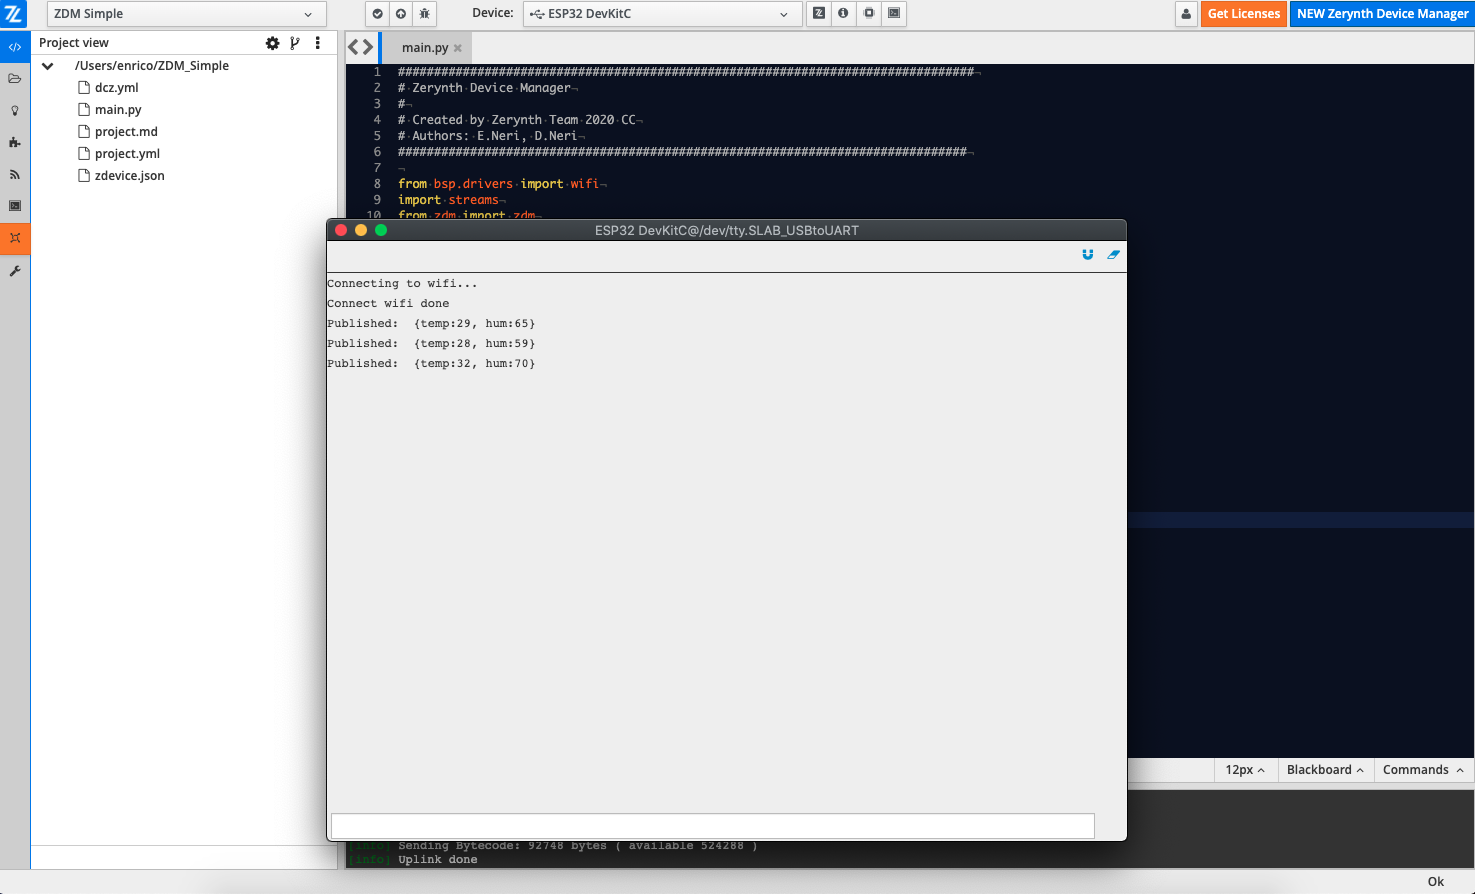 ZDM Simple
Device:
ESP32 DevKitC
Get Licenses
NEW Zerynth Device Manager
Project view
/Users/enrico/ZDM_Simple
dcz.yml
main.py
project.md
project.yml
zdevice.json
main.py
1 ################################################################################
2 # Zerynth Device Manager
3 #
4 # Created by Zerynth Team 2020 CC
5 # Authors: E.Neri, D.Neri
6 ###############################################################################
7
8 from bsp.drivers import wifi
9 import streams
10 from zdm import zdm
ESP32 DevKitC@/dev/tty.SLAB_USBtoUART
Connecting to wifi...
Connect wifi done
Published:  {temp:29, hum:65}
Published:  {temp:28, hum:59}
Published:  {temp:32, hum:70}
12px
Blackboard
Commands
[info] Sending Bytecode: 92748 bytes ( available 524288 )
[info] Uplink done
Ok